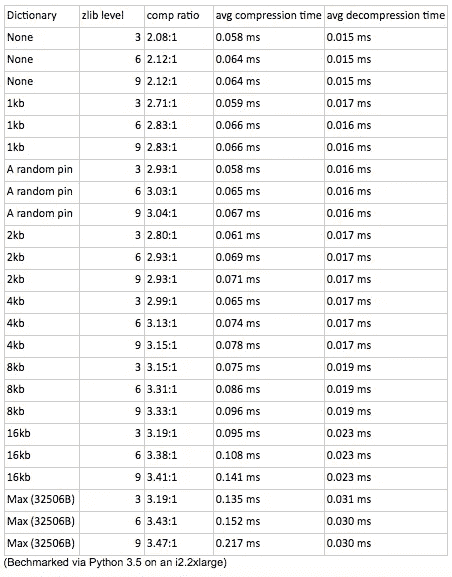 Dictionary zlib level comp ratio avg compression time avg decompression time
None 3 2.08:1 0.058 ms 0.015 ms
None 6 2.12:1 0.064 ms 0.015 ms
None 9 2.12:1 0.064 ms 0.015 ms
1kb 3 2.71:1 0.059 ms 0.017 ms
1kb 6 2.83:1 0.066 ms 0.016 ms
1kb 9 2.83:1 0.066 ms 0.016 ms
A random pin 3 2.93:1 0.058 ms 0.016 ms
A random pin 6 3.03:1 0.065 ms 0.016 ms
A random pin 9 3.04:1 0.067 ms 0.016 ms
2kb 3 2.80:1 0.061 ms 0.017 ms
2kb 6 2.93:1 0.069 ms 0.017 ms
2kb 9 2.93:1 0.071 ms 0.017 ms
4kb 3 2.99:1 0.065 ms 0.017 ms
4kb 6 3.13:1 0.074 ms 0.017 ms
4kb 9 3.15:1 0.078 ms 0.017 ms
8kb 3 3.15:1 0.075 ms 0.019 ms
8kb 6 3.31:1 0.086 ms 0.019 ms
8kb 9 3.33:1 0.096 ms 0.019 ms
16kb 3 3.19:1 0.095 ms 0.023 ms
16kb 6 3.38:1 0.108 ms 0.023 ms
16kb 9 3.41:1 0.141 ms 0.023 ms
Max (32506B) 3 3.19:1 0.135 ms 0.031 ms
Max (32506B) 6 3.43:1 0.152 ms 0.030 ms
Max (32506B) 9 3.47:1 0.217 ms 0.030 ms
(Bechmarked via Python 3.5 on an i2.2xlarge)